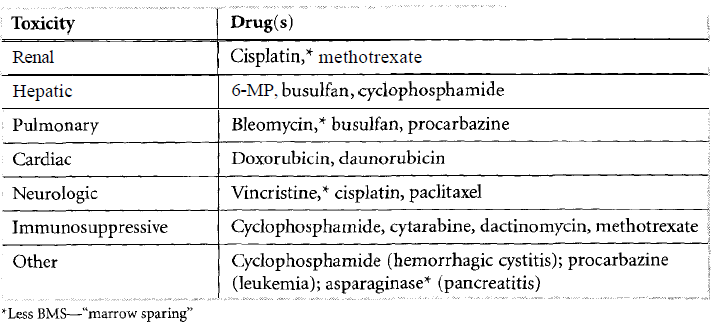 Toxicity Drug(s)
Renal Cisplatin,* methotrexate
Hepatic 6-MP, busulfan, cyclophosphamide
Pulmonary Bleomycin,* busulfan, procarbazine
Cardiac Doxorubicin, daunorubicin
Neurologic Vincristine,* cisplatin, paclitaxel
Immunosuppressive Cyclophosphamide, cytarabine, dactinomycin, methotrexate
Other Cyclophosphamide (hemorrhagic cystitis); procarbazine
(leukemia); asparaginase* (pancreatitis)
*Less BMS—"marrow sparing"